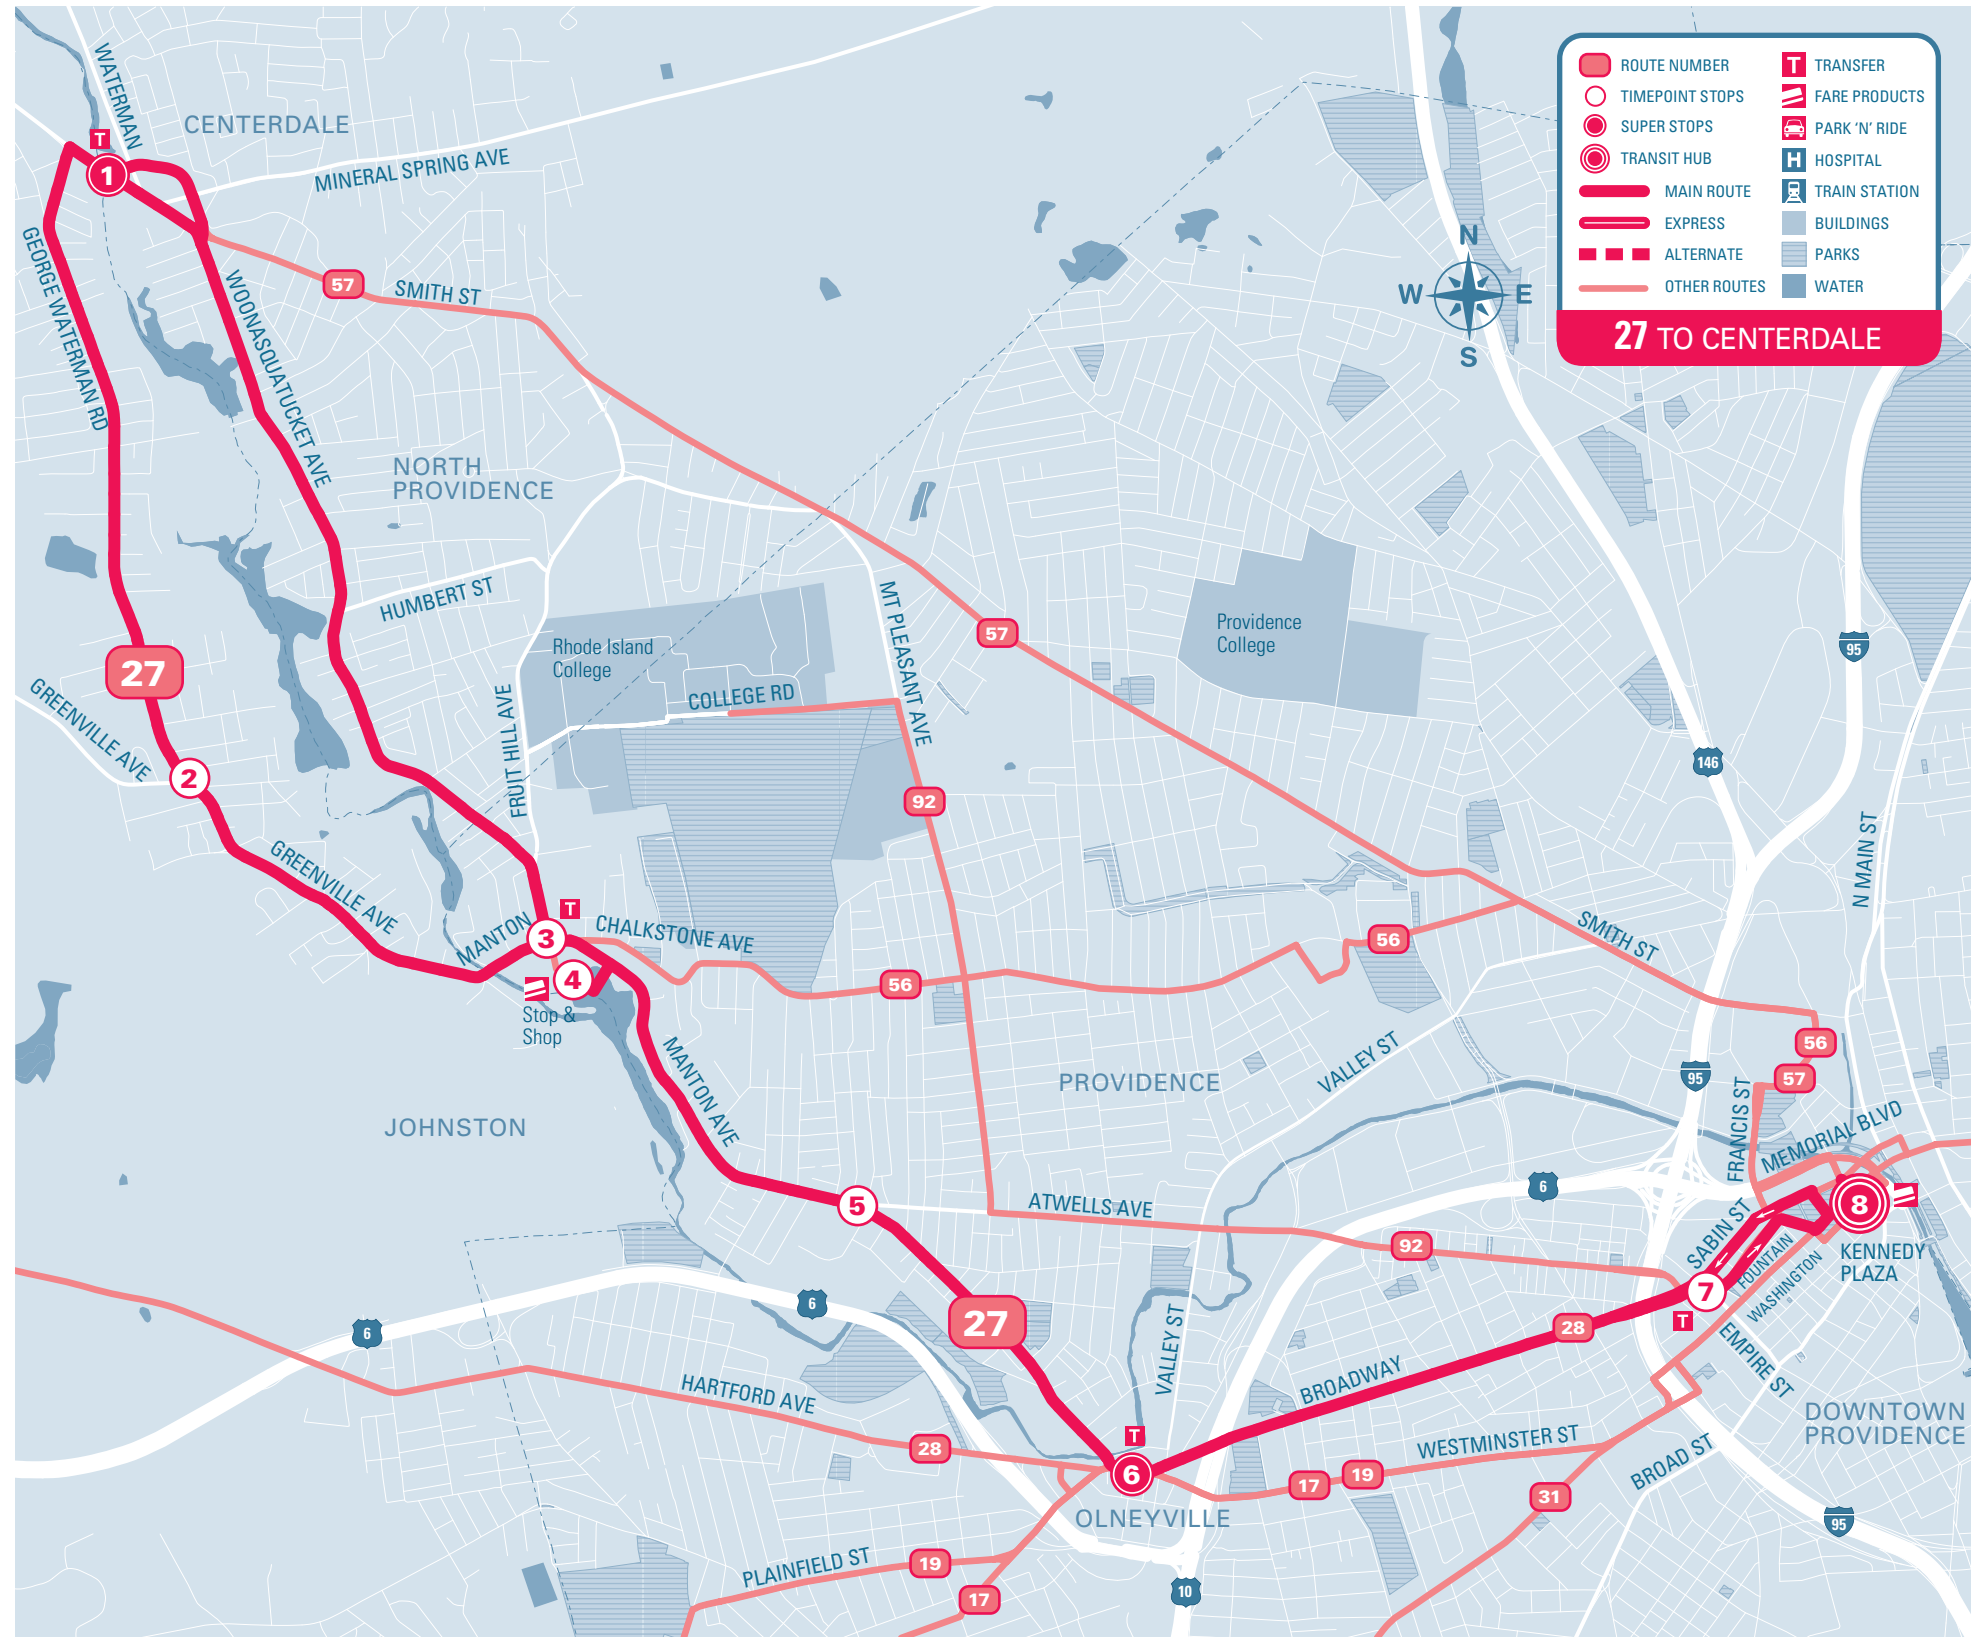 WATERMAN
CENTERDALE
T
1
MINERAL SPRING AVE
GEORGE WATERMAN RD
WOONASQUATUCKET AVE
57
SMITH ST
ROUTE NUMBER
TIMEPOINT STOPS
SUPER STOPS
TRANSIT HUB
MAIN ROUTE
EXPRESS
ALTERNATE
OTHER ROUTES
T TRANSFER
FARE PRODUCTS
PARK 'N' RIDE
H HOSPITAL
TRAIN STATION
BUILDINGS
PARKS
WATER
27 TO CENTERDALE
N
W
E
S
NORTH
PROVIDENCE
HUMBERT ST
Rhode Island
College
COLLEGE RD
MT PLEASANT AVE
57
Providence
College
95
27
GREENVILLE AVE
2
FRUIT HILL AVE
92
146
N MAIN ST
GREENVILLE AVE
MANTON
T
3
CHALKSTONE AVE
4
Stop &
Shop
56
56
SMITH ST
56
57
95
MANTON AVE
PROVIDENCE
VALLEY ST
JOHNSTON
FRANCIS ST
MEMORIAL BLVD
5
ATWELLS AVE
6
8
KENNEDY
PLAZA
SABIN ST
FOUNTAIN
WASHINGTON
92
7
T
EMPIRE ST
6
6
27
28
VALLEY ST
BROADWAY
HARTFORD AVE
28
T
6
OLNEYVILLE
WESTMINSTER ST
17
19
BROAD ST
DOWNTOWN
PROVIDENCE
31
95
PLAINFIELD ST
19
17
10